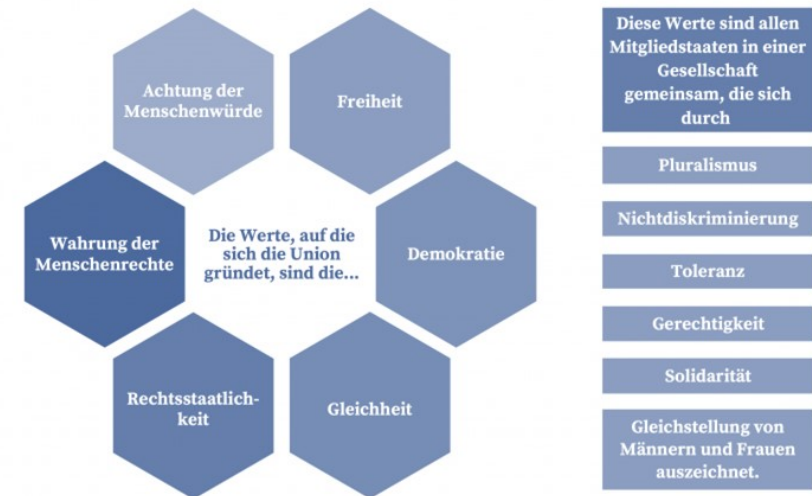 Achtung der
Menschenwürde
Freiheit
Demokratie
Gleichheit
Rechtsstaatlich-
keit
Wahrung der
Menschenrechte
Die Werte, auf die
sich die Union
gründet, sind die...
Diese Werte sind allen
Mitgliedstaaten in einer
Gesellschaft
gemeinsam, die sich
durch
Pluralismus
Nichtdiskriminierung
Toleranz
Gerechtigkeit
Solidarität
Gleichstellung von
Männern und Frauen
auszeichnet.